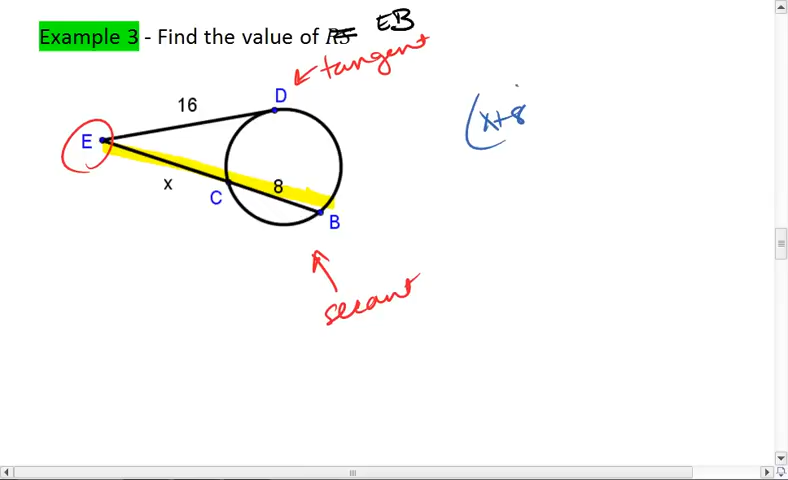 Example 3 - Find the value of RS EB
tangent
D
16
E
x
C
8
B
(x+8
secant